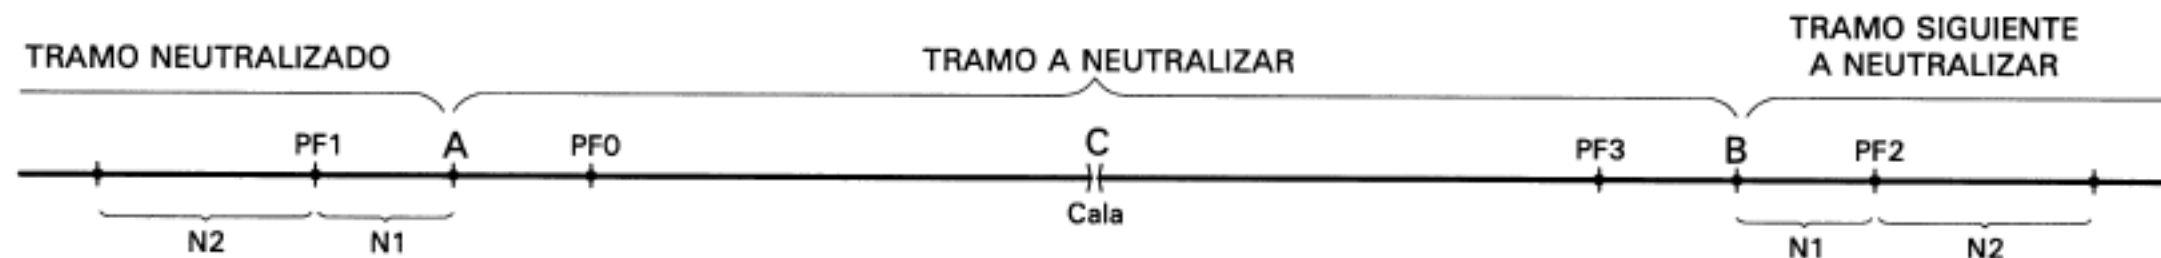 TRAMO NEUTRALIZADO
TRAMO A NEUTRALIZAR
TRAMO SIGUIENTE
A NEUTRALIZAR
PF1 A PF0 C PF3 B PF2
Cala
N2 N1 N1 N2